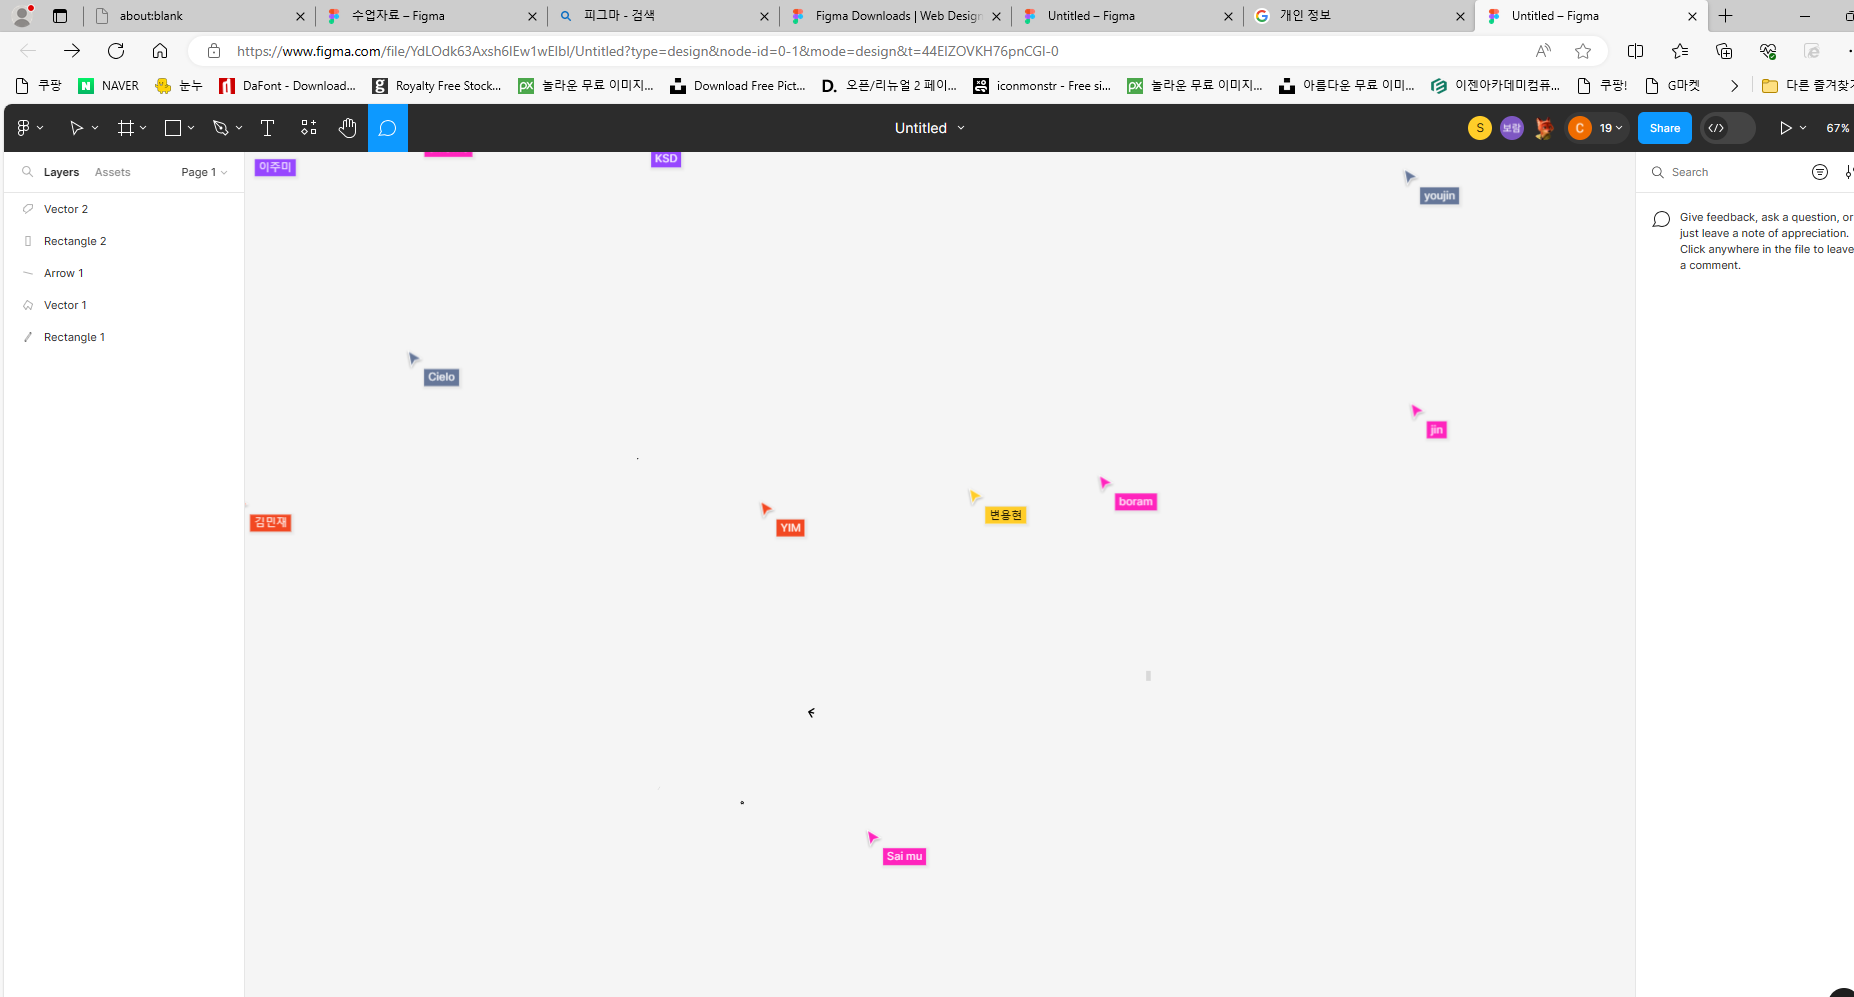 about:blank
수업자료 – Figma
피그마 - 검색
Figma Downloads | Web Design
Untitled – Figma
개인 정보
Untitled – Figma
https://www.figma.com/file/YdLOdk63Axsh6IEw1wEIbl/Untitled?type=design&node-id=0-1&mode=design&t=44EIZOVKH76pnCGI-0
쿠팡
NAVER
눈누
DaFont - Download...
Royalty Free Stock...
놀라운 무료 이미지...
Download Free Pict...
오픈/리뉴얼 2 페이...
iconmonstr - Free si...
놀라운 무료 이미지...
아름다운 무료 이미...
이젠아카데미컴퓨...
쿠팡!
G마켓
다른 즐겨찾기
Untitled
S
보람
C
19
Share
67%
Layers
Assets
Page 1
Vector 2
Rectangle 2
Arrow 1
Vector 1
Rectangle 1
이주미
KSD
youjin
Cielo
jin
boram
변용현
김민재
YIM
Sai mu
Search
Give feedback, ask a question, or
just leave a note of appreciation.
Click anywhere in the file to leave
a comment.